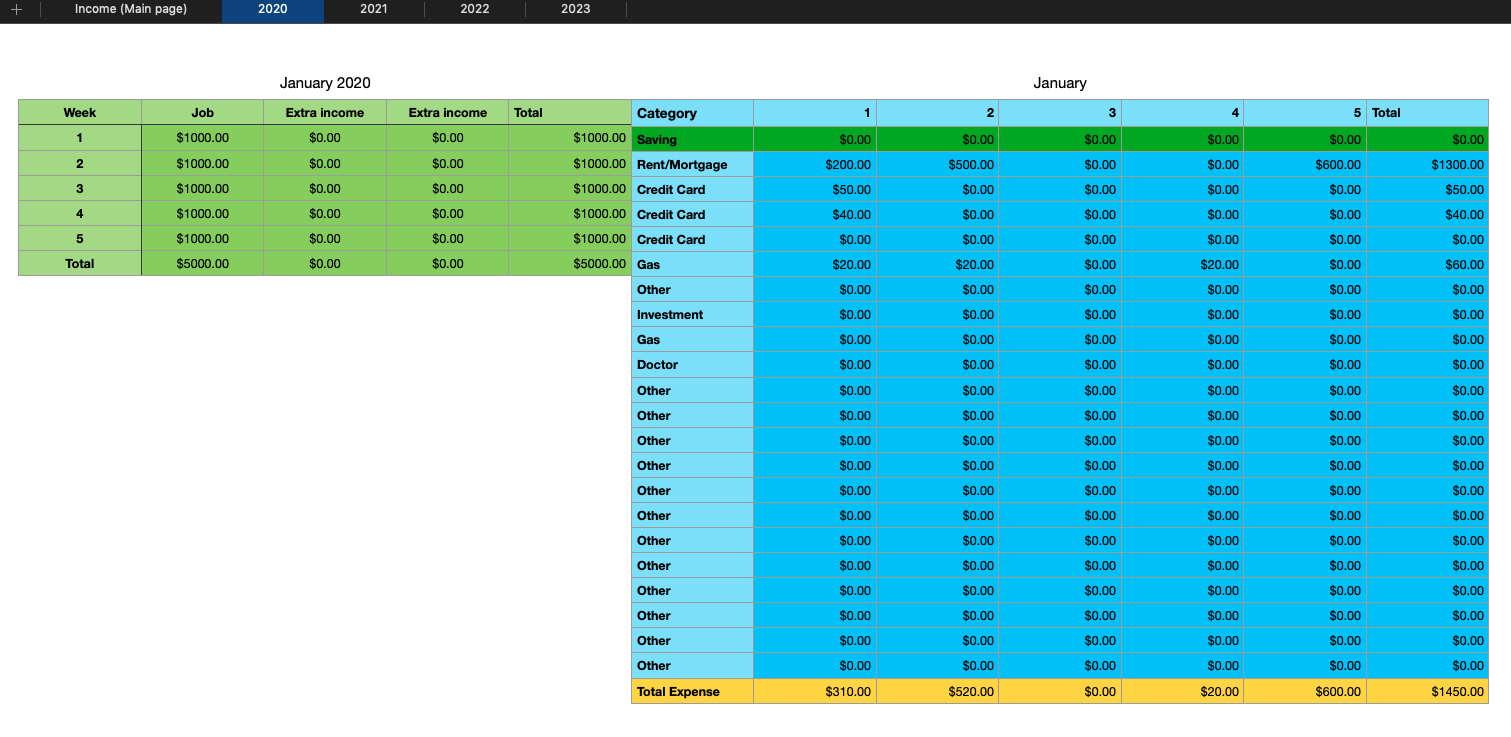 + Income (Main page) 2020 2021 2022 2023
January 2020
Week Job Extra income Extra income Total
1 $1000.00 $0.00 $0.00 $1000.00
2 $1000.00 $0.00 $0.00 $1000.00
3 $1000.00 $0.00 $0.00 $1000.00
4 $1000.00 $0.00 $0.00 $1000.00
5 $1000.00 $0.00 $0.00 $1000.00
Total $5000.00 $0.00 $0.00 $5000.00
January
Category 1 2 3 4 5 Total
Saving $0.00 $0.00 $0.00 $0.00 $0.00 $0.00
Rent/Mortgage $200.00 $500.00 $0.00 $0.00 $600.00 $1300.00
Credit Card $50.00 $0.00 $0.00 $0.00 $0.00 $50.00
Credit Card $40.00 $0.00 $0.00 $0.00 $0.00 $40.00
Credit Card $0.00 $0.00 $0.00 $0.00 $0.00 $0.00
Gas $20.00 $20.00 $0.00 $20.00 $0.00 $60.00
Other $0.00 $0.00 $0.00 $0.00 $0.00 $0.00
Investment $0.00 $0.00 $0.00 $0.00 $0.00 $0.00
Gas $0.00 $0.00 $0.00 $0.00 $0.00 $0.00
Doctor $0.00 $0.00 $0.00 $0.00 $0.00 $0.00
Other $0.00 $0.00 $0.00 $0.00 $0.00 $0.00
Other $0.00 $0.00 $0.00 $0.00 $0.00 $0.00
Other $0.00 $0.00 $0.00 $0.00 $0.00 $0.00
Other $0.00 $0.00 $0.00 $0.00 $0.00 $0.00
Other $0.00 $0.00 $0.00 $0.00 $0.00 $0.00
Other $0.00 $0.00 $0.00 $0.00 $0.00 $0.00
Other $0.00 $0.00 $0.00 $0.00 $0.00 $0.00
Other $0.00 $0.00 $0.00 $0.00 $0.00 $0.00
Other $0.00 $0.00 $0.00 $0.00 $0.00 $0.00
Other $0.00 $0.00 $0.00 $0.00 $0.00 $0.00
Other $0.00 $0.00 $0.00 $0.00 $0.00 $0.00
Other $0.00 $0.00 $0.00 $0.00 $0.00 $0.00
Total Expense $310.00 $520.00 $0.00 $20.00 $600.00 $1450.00